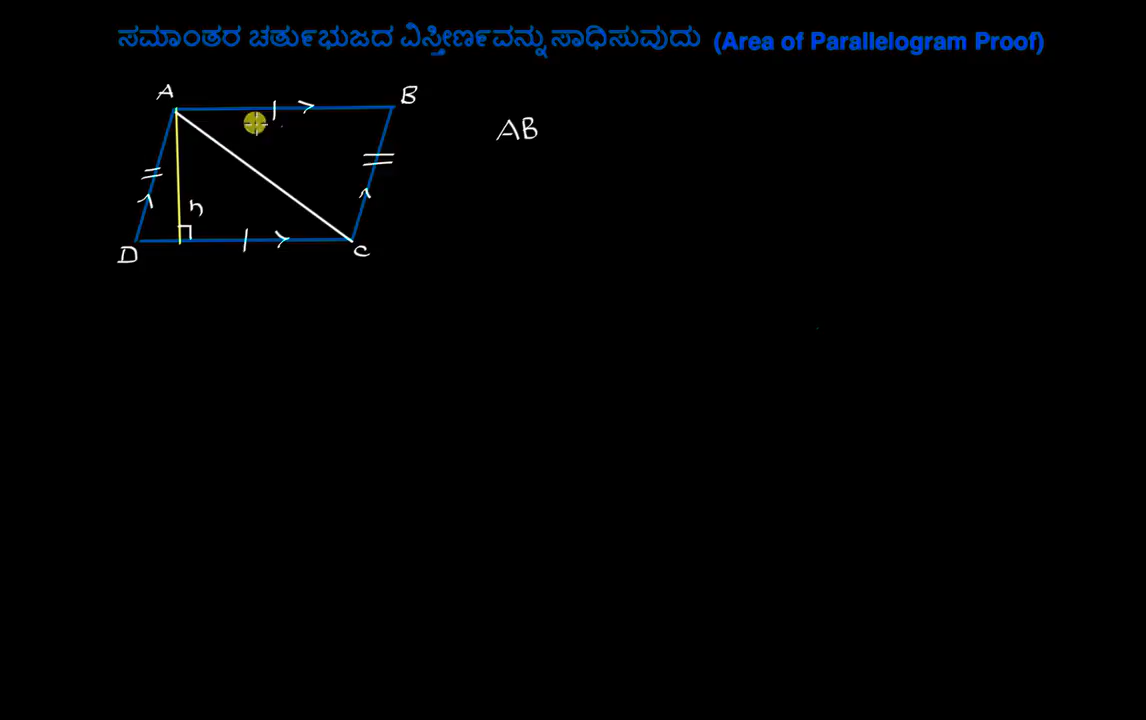 ಸಮಾಂತರ ಚತುರ್ಭುಜದ ವಿಸ್ತೀರ್ಣವನ್ನು ಸಾಧಿಸುವುದು (Area of Parallelogram Proof)
A
B
AB
h
D
C